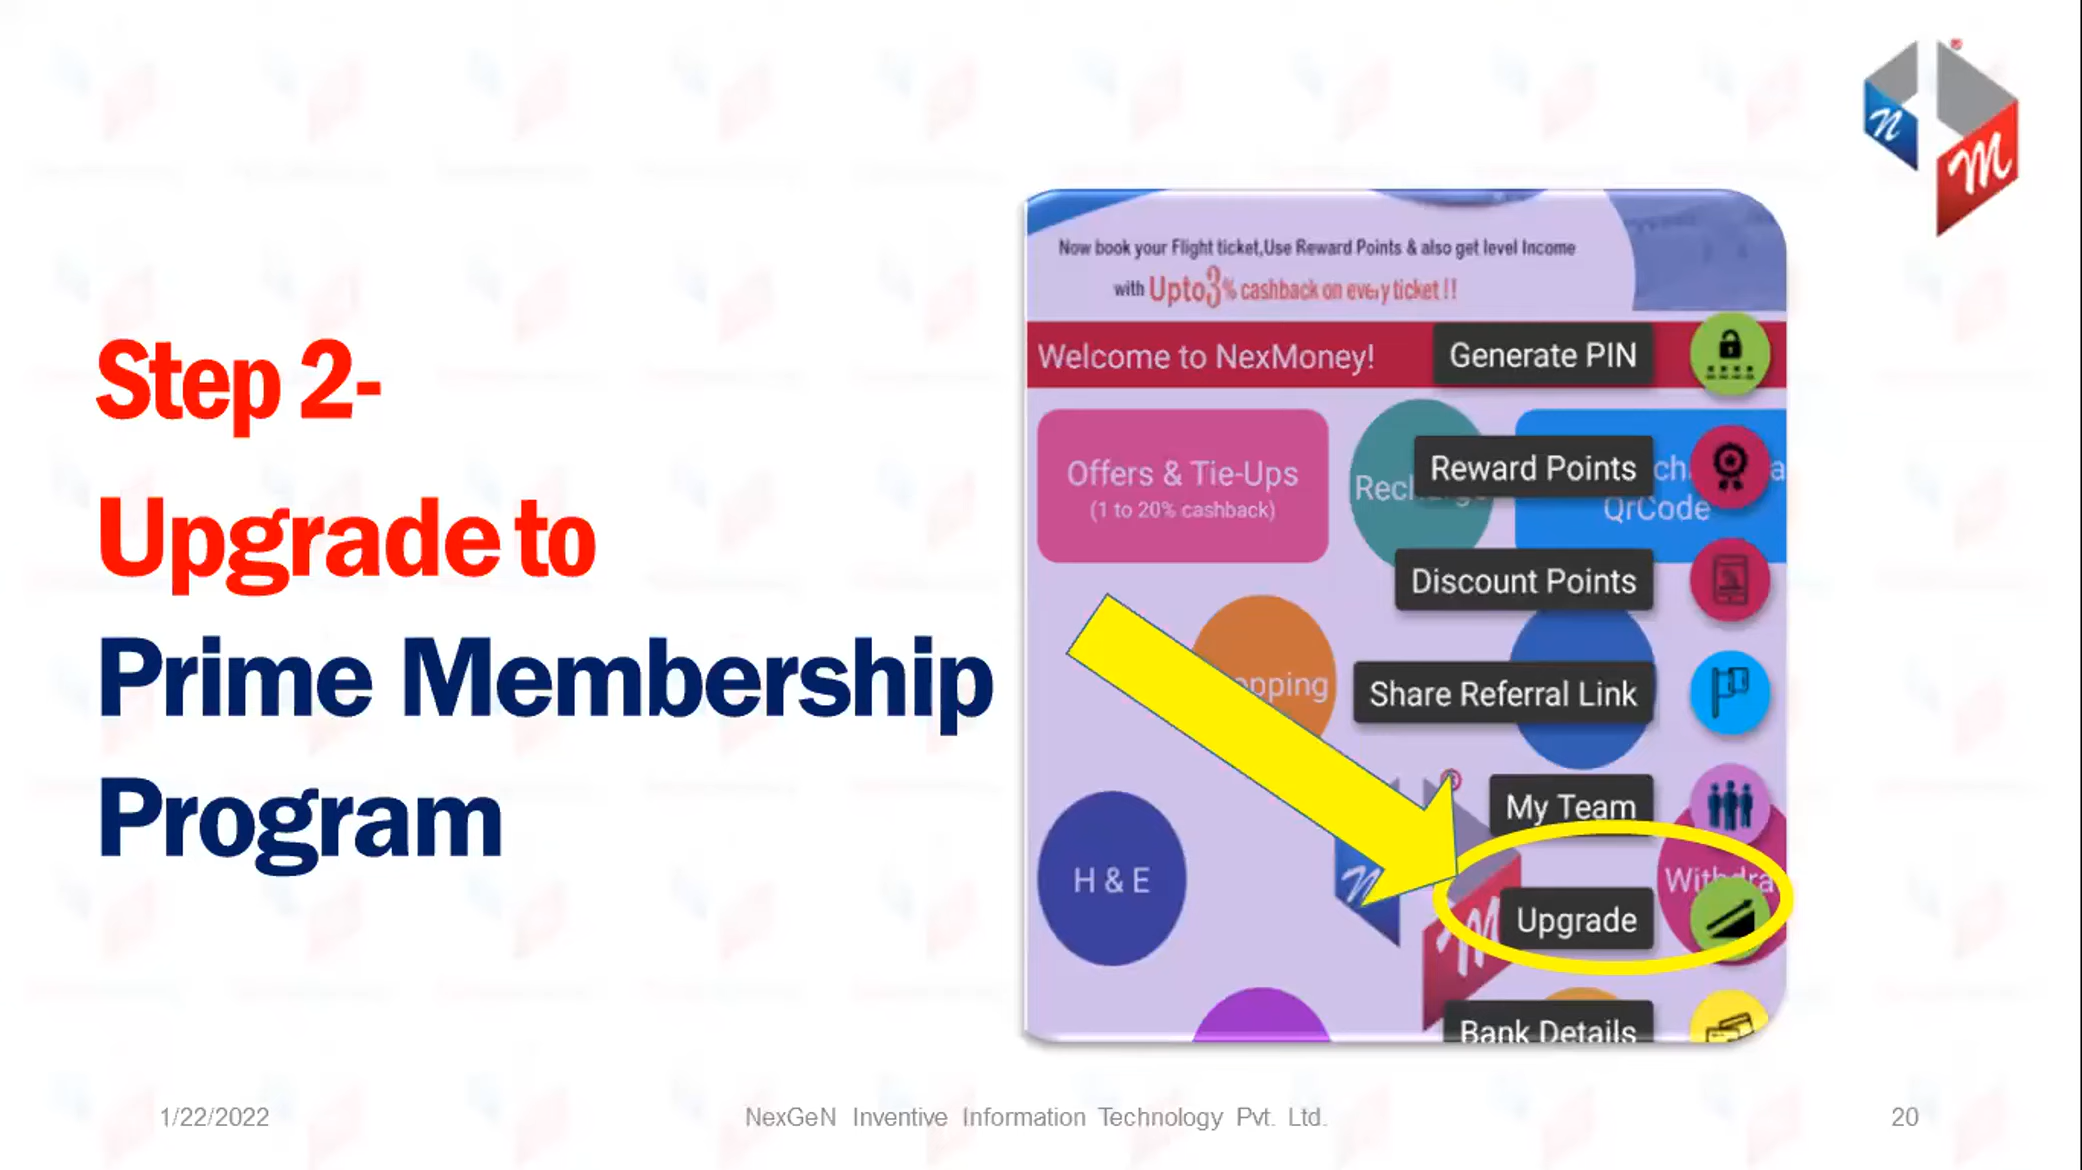 Step 2-
Upgrade to
Prime Membership
Program
n
m
Now book your Flight ticket,Use Reward Points & also get level Income
with Upto3% cashback on every ticket !!
Welcome to NexMoney!
Generate PIN
Offers & Tie-Ups
(1 to 20% cashback)
Reward Points
QrCode
Discount Points
Share Referral Link
My Team
H & E
Upgrade
Bank Details
1/22/2022
NexGeN Inventive Information Technology Pvt. Ltd.
20